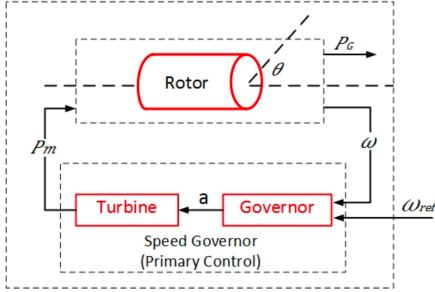 P_G
Rotor
θ
P_m
ω
Turbine
a
Governor
ω_ref
Speed Governor
(Primary Control)